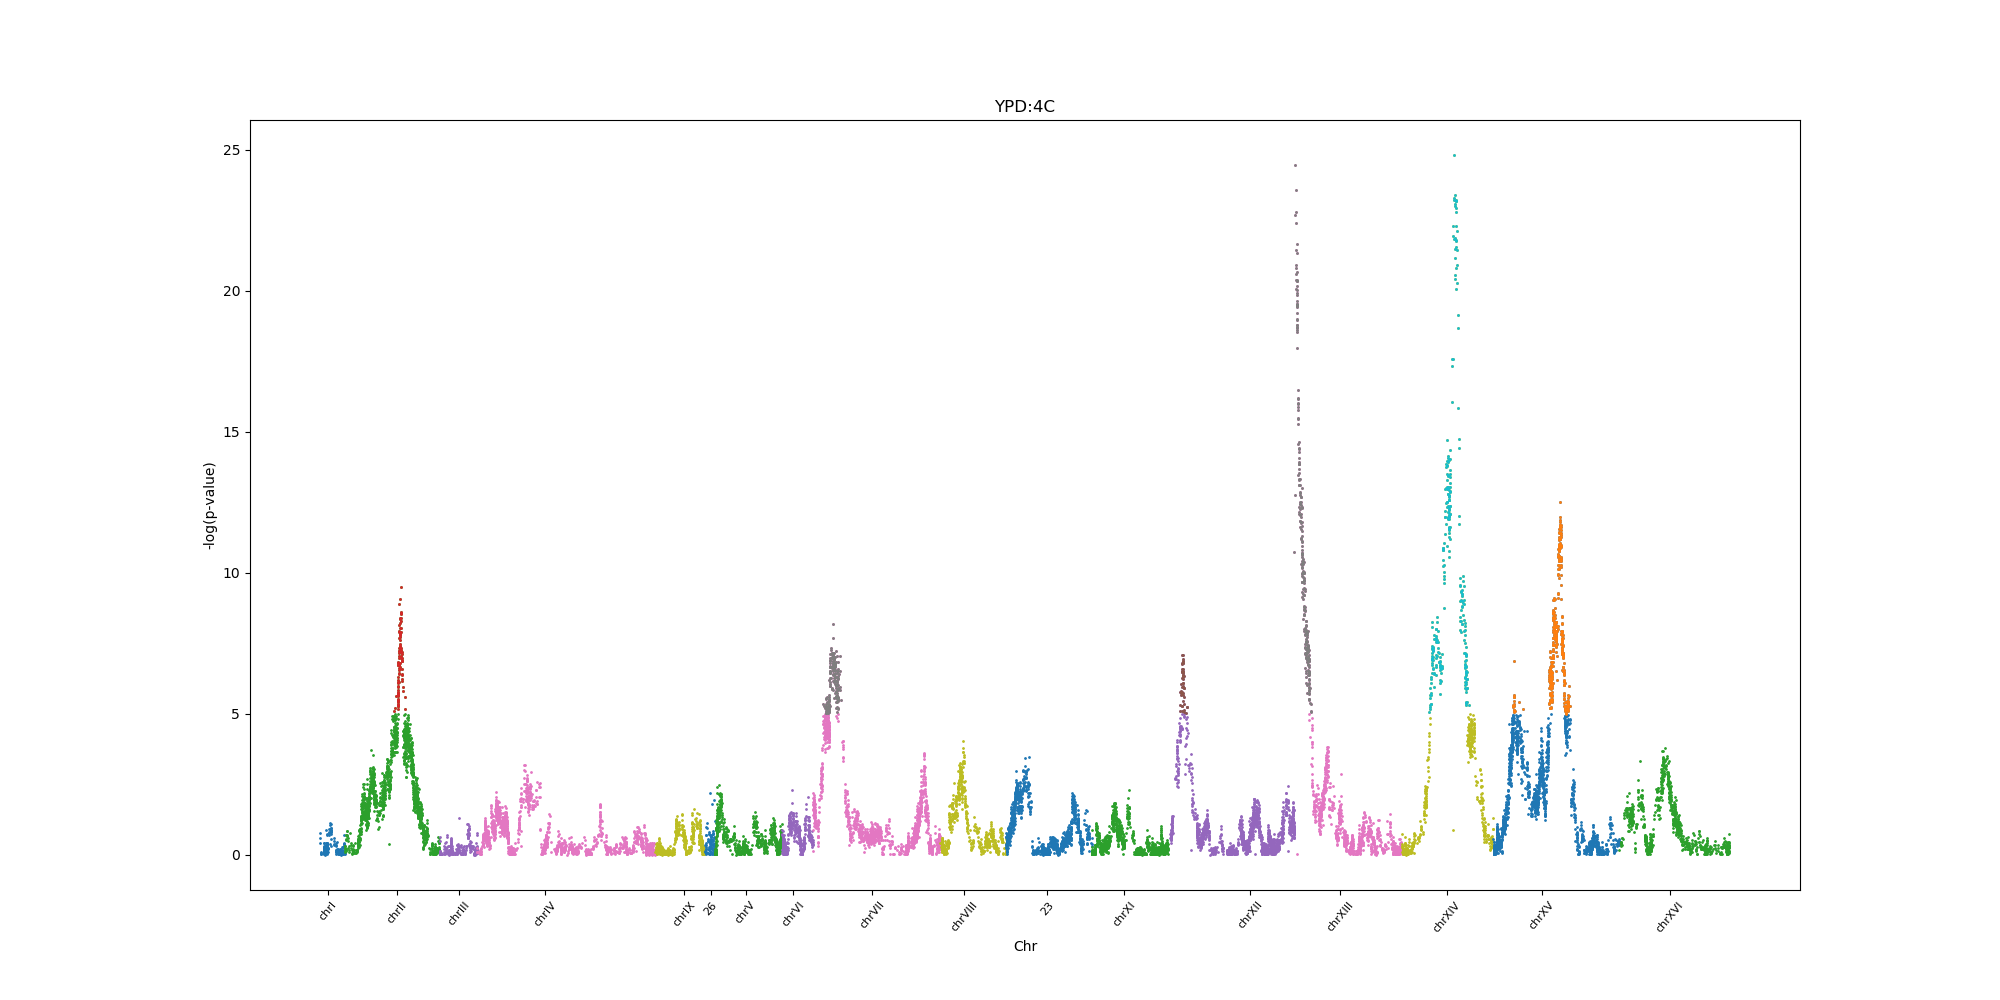 YPD:4C
25
20
15
10
5
0
-log(p-value)
chrI
chrII
chrIII
chrIV
chrIX
26
chrV
chrVI
chrVII
chrVIII
23
chrXI
chrXII
chrXIII
chrXIV
chrXV
chrXVI
Chr